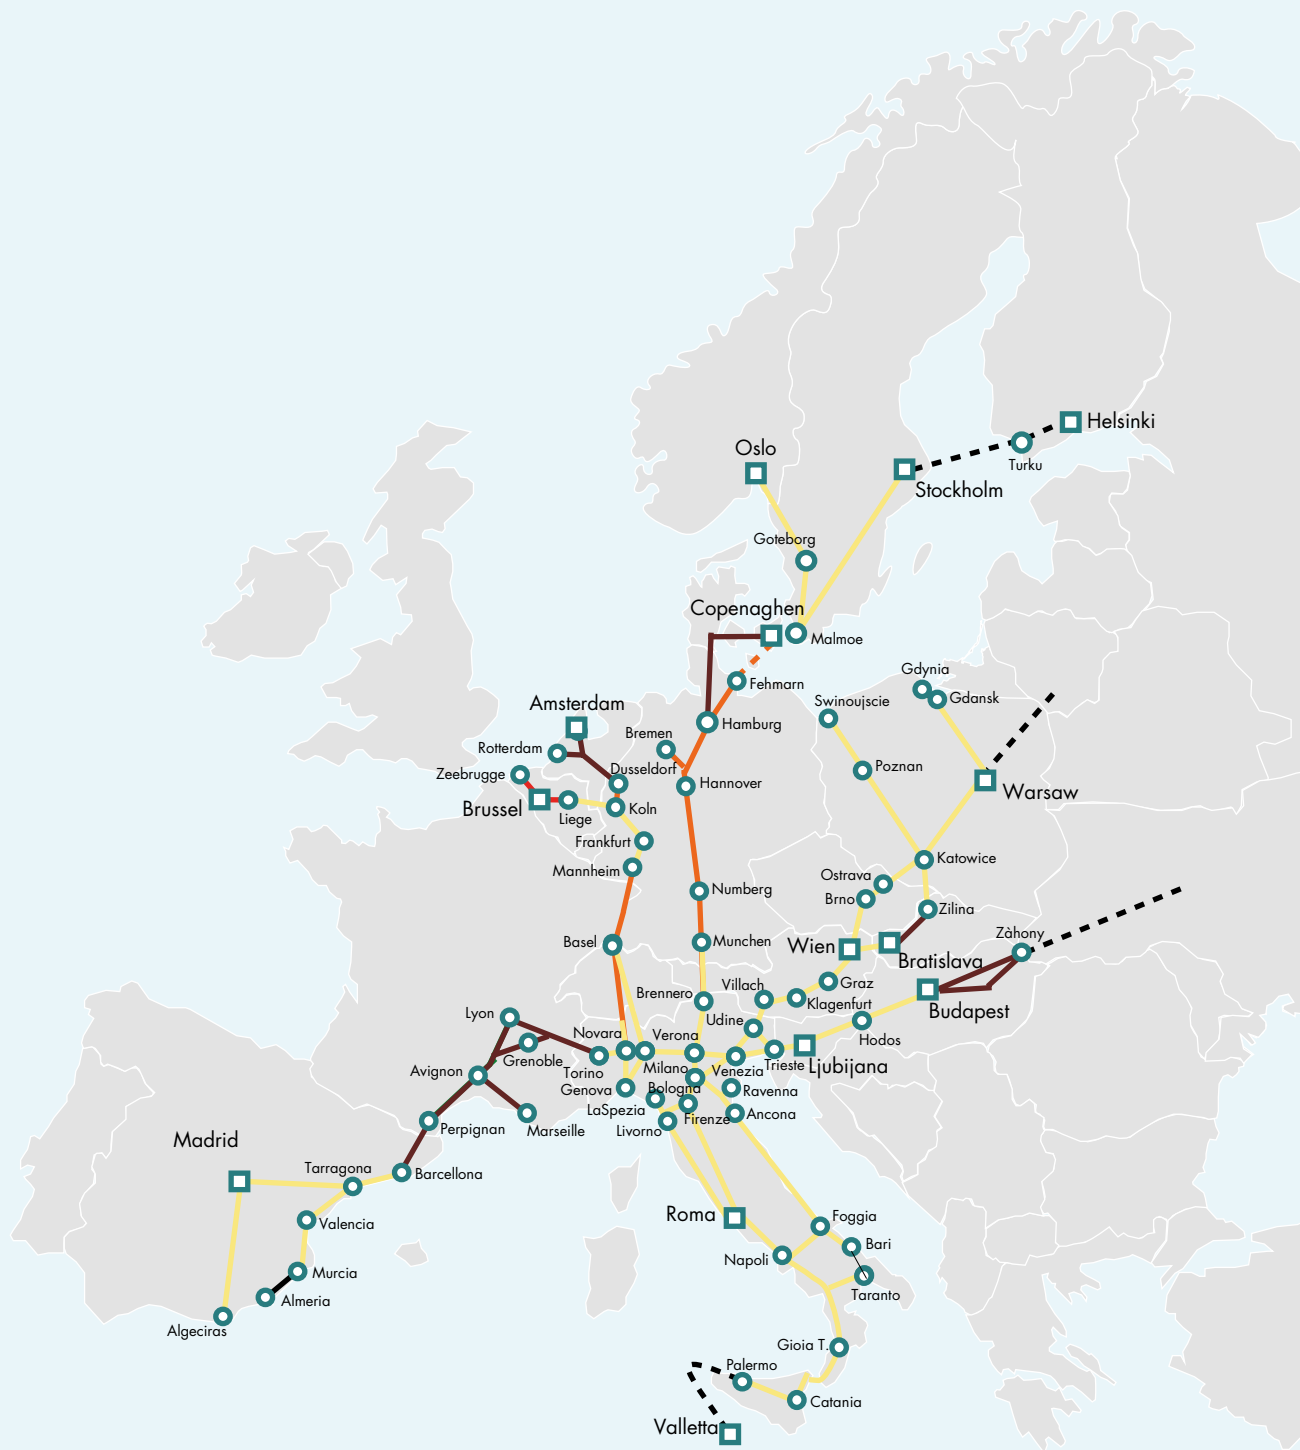 Helsinki
Oslo
Turku
Stockholm
Goteborg
Copenaghen
Malmoe
Gdynia
Fehmarn
Gdansk
Swinoujscie
Amsterdam
Hamburg
Bremen
Rotterdam
Poznan
Dusseldorf
Zeebrugge
Hannover
Warsaw
Brussel
Koln
Liege
Frankfurt
Katowice
Mannheim
Ostrava
Numberg
Brno
Zilina
Zàhony
Basel
Munchen
Wien
Bratislava
Villach
Graz
Brennero
Klagenfurt
Budapest
Lyon
Udine
Novara
Verona
Hodos
Grenoble
Milano
Venezia
Trieste
Ljubijana
Avignon
Torino
Genova
Bologna
Ravenna
LaSpezia
Firenze
Ancona
Perpignan
Marseille
Livorno
Madrid
Tarragona
Barcellona
Roma
Foggia
Valencia
Bari
Napoli
Murcia
Taranto
Almeria
Algeciras
Gioia T.
Palermo
Catania
Valletta